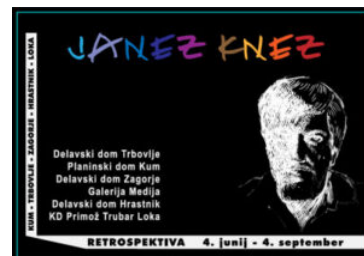 JANEZ KNEZ
KUM - TRBOVLJE - ZAGORJE - HRASTNIK - LOKA
Delavski dom Trbovlje
Planinski dom Kum
Delavski dom Zagorje
Galerija Medija
Delavski dom Hrastnik
KD Primož Trubar Loka
RETROSPEKTIVA 4. junij - 4. september